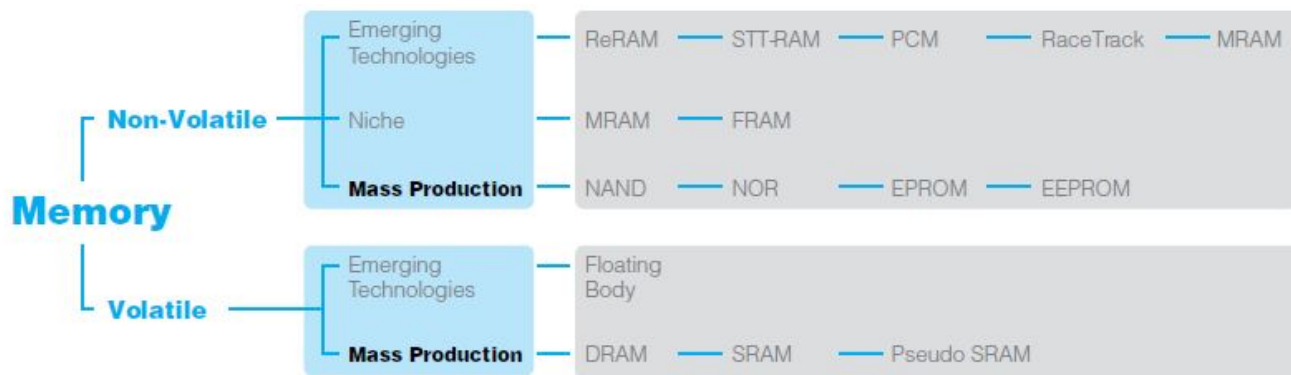 Emerging
Technologies
ReRAM STT-RAM PCM RaceTrack MRAM
Non-Volatile Niche MRAM FRAM
Mass Production NAND NOR EPROM EEPROM
Memory
Emerging
Technologies
Floating
Body
Volatile
Mass Production DRAM SRAM Pseudo SRAM